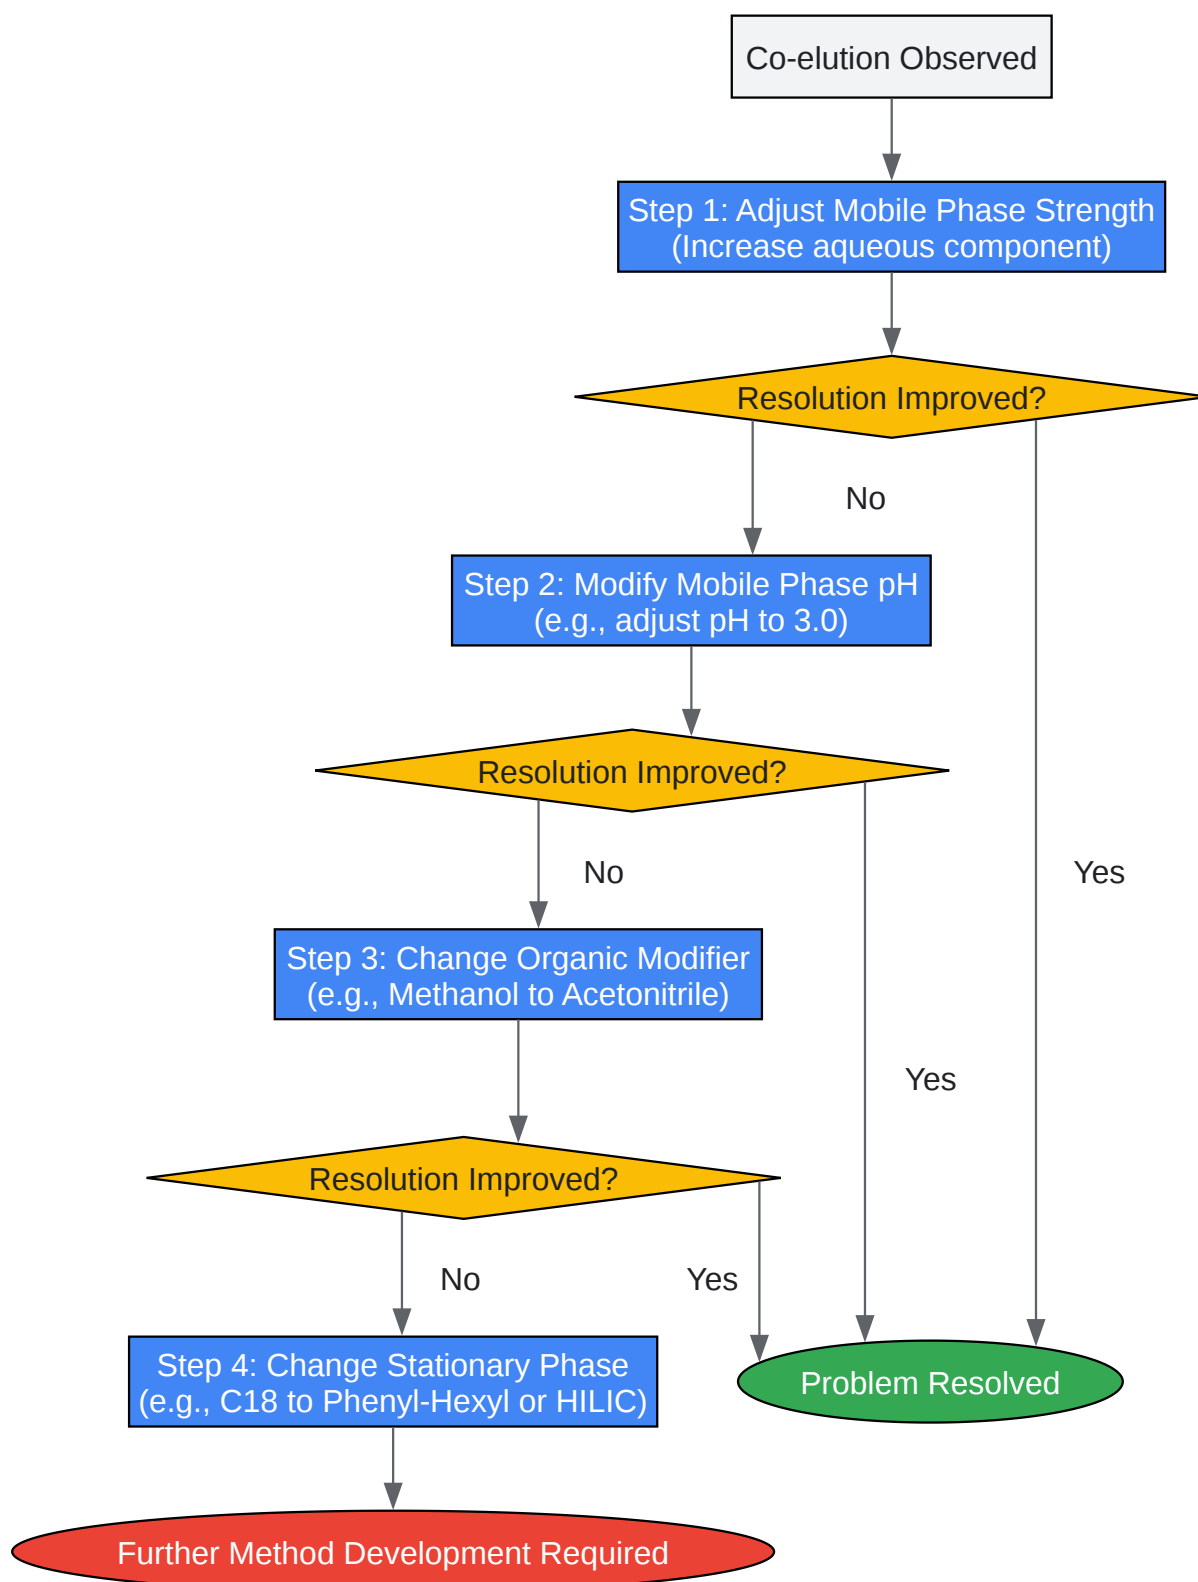 Co-elution Observed
Step 1: Adjust Mobile Phase Strength
(Increase aqueous component)
Resolution Improved?
No
Step 2: Modify Mobile Phase pH
(e.g., adjust pH to 3.0)
Resolution Improved?
No
Yes
Step 3: Change Organic Modifier
(e.g., Methanol to Acetonitrile)
Yes
Resolution Improved?
No
Yes
Step 4: Change Stationary Phase
(e.g., C18 to Phenyl-Hexyl or HILIC)
Problem Resolved
Further Method Development Required